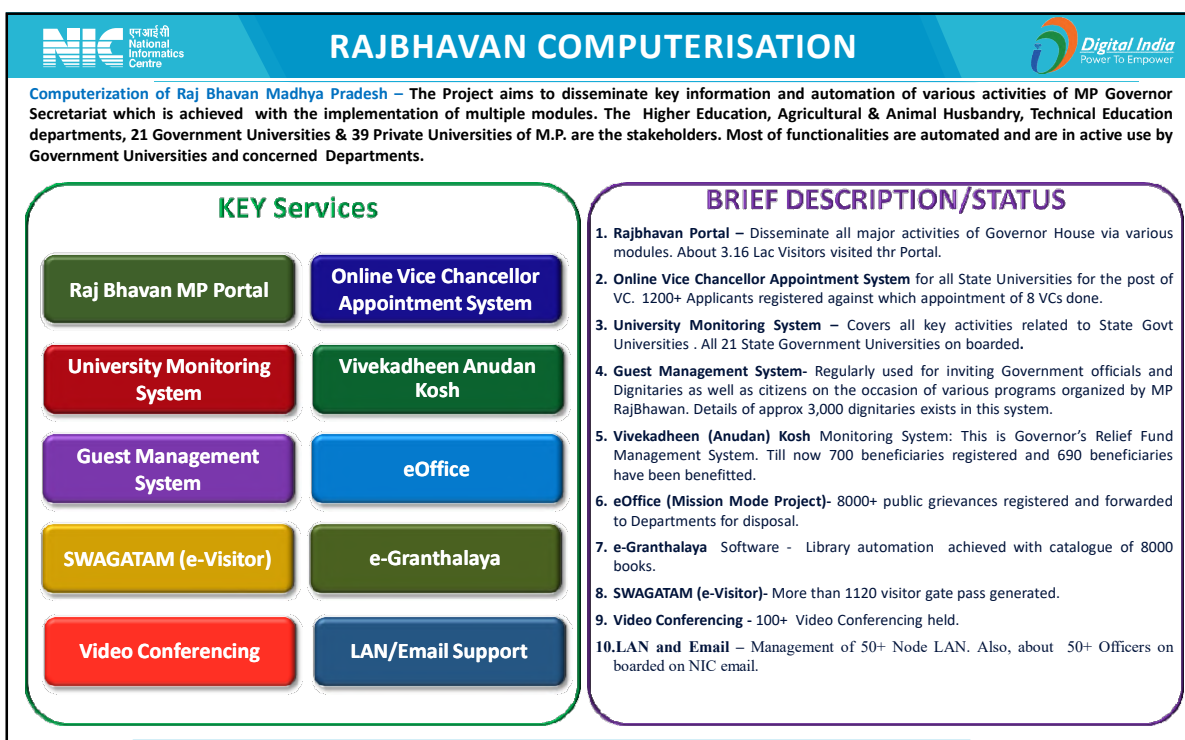 NIC
एन आई सी
National
Informatics
Centre
RAJBHAVAN COMPUTERISATION
Digital India
Power To Empower
Computerization of Raj Bhavan Madhya Pradesh – The Project aims to disseminate key information and automation of various activities of MP Governor
Secretariat which is achieved with the implementation of multiple modules. The Higher Education, Agricultural & Animal Husbandry, Technical Education
departments, 21 Government Universities & 39 Private Universities of M.P. are the stakeholders. Most of functionalities are automated and are in active use by
Government Universities and concerned Departments.
KEY Services
Raj Bhavan MP Portal
Online Vice Chancellor
Appointment System
University Monitoring
System
Vivekadheen Anudan
Kosh
Guest Management
System
eOffice
SWAGATAM (e-Visitor)
e-Granthalaya
Video Conferencing
LAN/Email Support
BRIEF DESCRIPTION/STATUS
1. Rajbhavan Portal – Disseminate all major activities of Governor House via various
modules. About 3.16 Lac Visitors visited thr Portal.
2. Online Vice Chancellor Appointment System for all State Universities for the post of
VC. 1200+ Applicants registered against which appointment of 8 VCs done.
3. University Monitoring System – Covers all key activities related to State Govt
Universities . All 21 State Government Universities on boarded.
4. Guest Management System- Regularly used for inviting Government officials and
Dignitaries as well as citizens on the occasion of various programs organized by MP
RajBhawan. Details of approx 3,000 dignitaries exists in this system.
5. Vivekadheen (Anudan) Kosh Monitoring System: This is Governor's Relief Fund
Management System. Till now 700 beneficiaries registered and 690 beneficiaries
have been benefitted.
6. eOffice (Mission Mode Project)- 8000+ public grievances registered and forwarded
to Departments for disposal.
7. e-Granthalaya Software - Library automation achieved with catalogue of 8000
books.
8. SWAGATAM (e-Visitor)- More than 1120 visitor gate pass generated.
9. Video Conferencing - 100+ Video Conferencing held.
10.LAN and Email – Management of 50+ Node LAN. Also, about 50+ Officers on
boarded on NIC email.